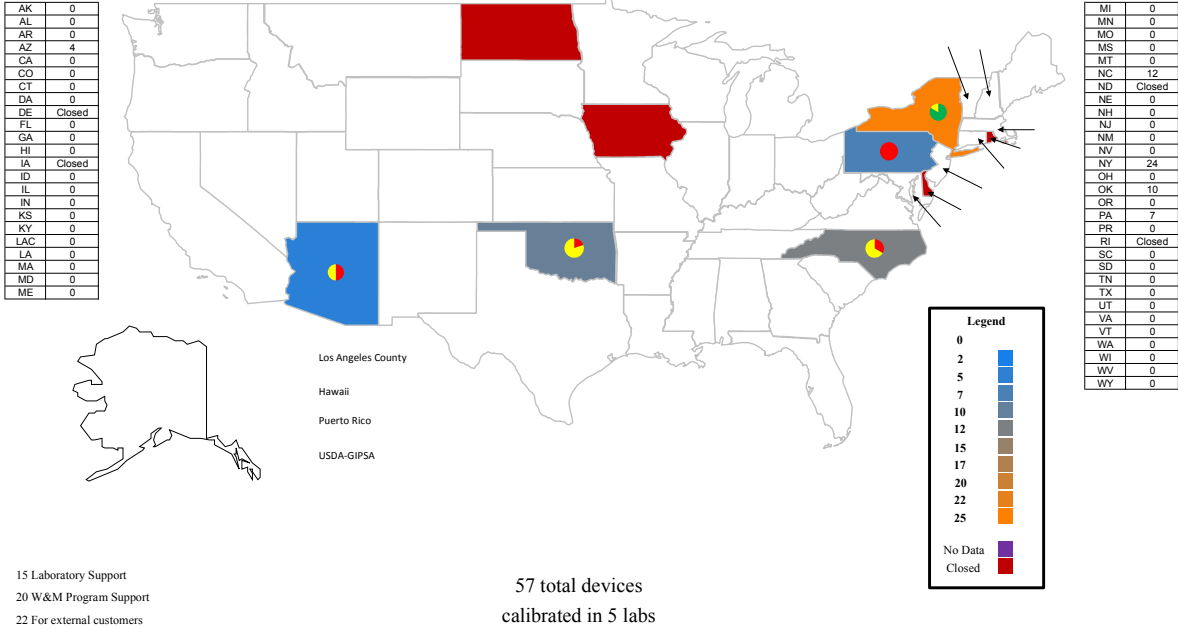 AK 0
AL 0
AR 0
AZ 4
CA 0
CO 0
CT 0
DA 0
DE Closed
FL 0
GA 0
HI 0
IA Closed
ID 0
IL 0
IN 0
KS 0
KY 0
LAC 0
LA 0
MA 0
MD 0
ME 0
MI 0
MN 0
MO 0
MS 0
MT 0
NC 12
ND Closed
NE 0
NH 0
NJ 0
NM 0
NV 0
NY 24
OH 0
OK 10
OR 0
PA 7
PR 0
RI Closed
SC 0
SD 0
TN 0
TX 0
UT 0
VA 0
VT 0
WA 0
WI 0
WV 0
WY 0
Los Angeles County
Hawaii
Puerto Rico
USDA-GIPSA
Legend
0
2
5
7
10
12
15
17
20
22
25
No Data
Closed
15 Laboratory Support
20 W&M Program Support
22 For external customers
57 total devices
calibrated in 5 labs